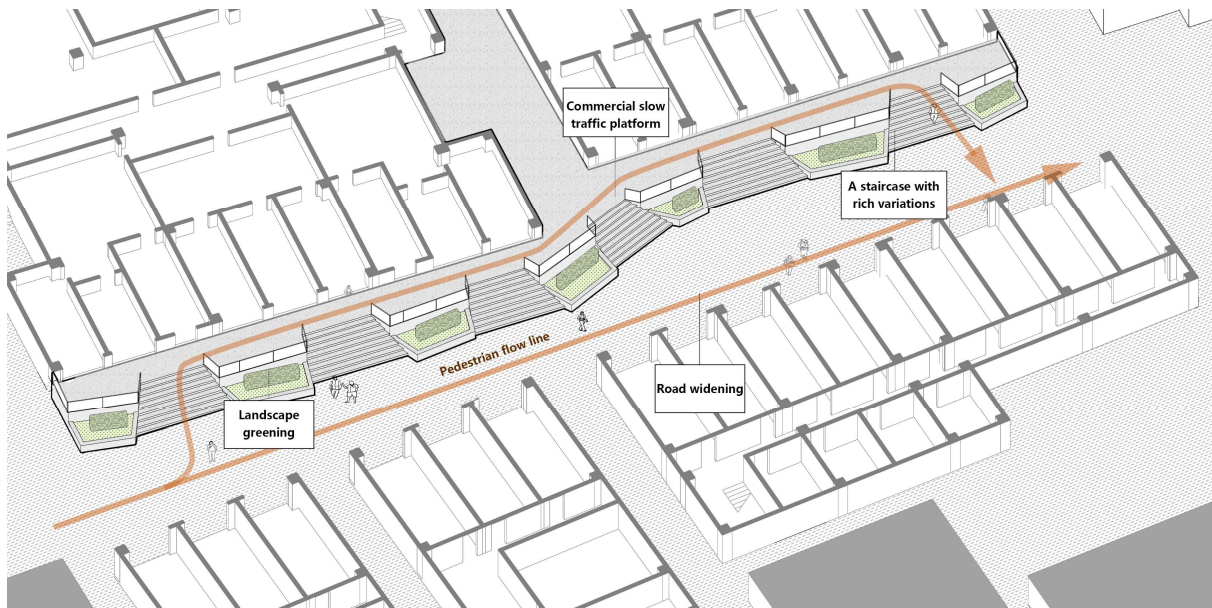 Commercial slow
traffic platform
A staircase with
rich variations
Pedestrian flow line
Road widening
Landscape
greening